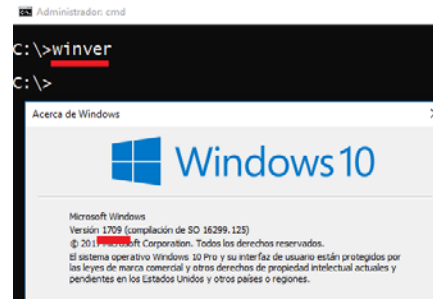 Administrador: cmd
C:\>winver
C:\>
Acerca de Windows
Windows 10
Microsoft Windows
Versión 1709 (compilación de SO 16299.125)
© 201 Microsoft Corporation. Todos los derechos reservados.
El sistema operativo Windows 10 Pro y su interfaz de usuario están protegidos por
las leyes de marca comercial y otros derechos de propiedad intelectual actuales y
pendientes en los Estados Unidos y otros países o regiones.